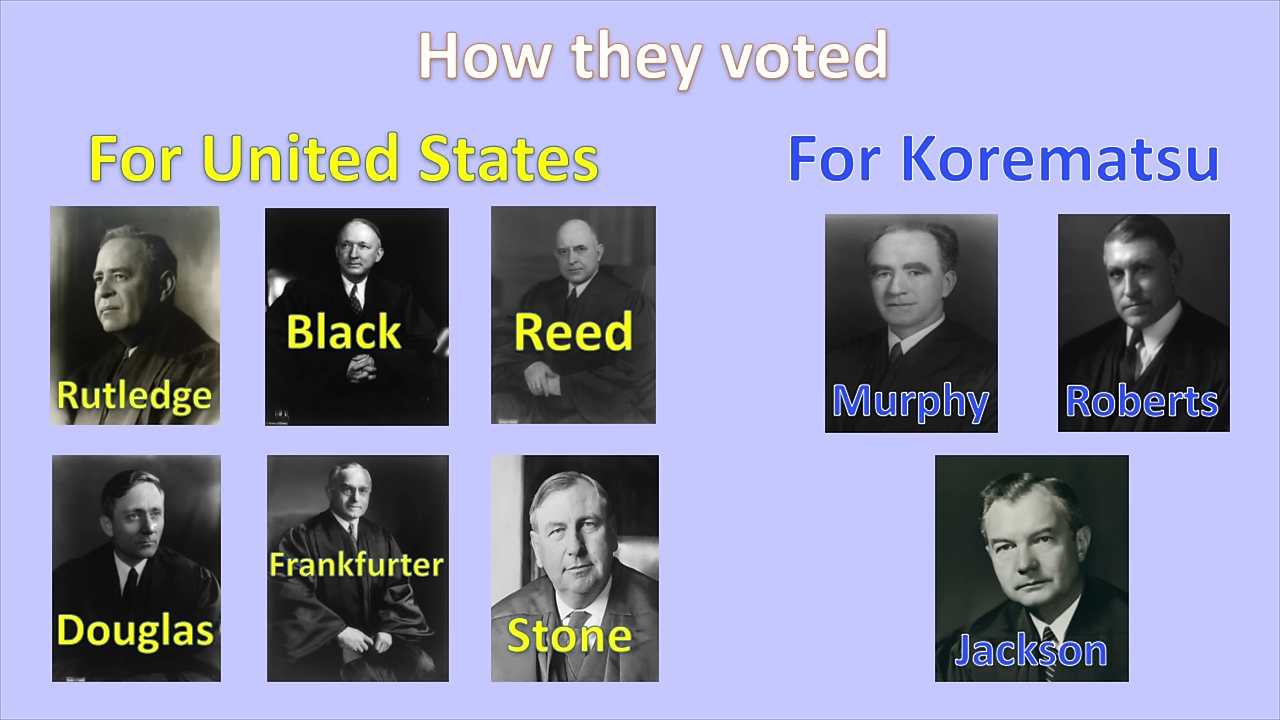 How they voted
For United States
For Korematsu
Rutledge
Black
Reed
Murphy
Roberts
Douglas
Frankfurter
Stone
Jackson